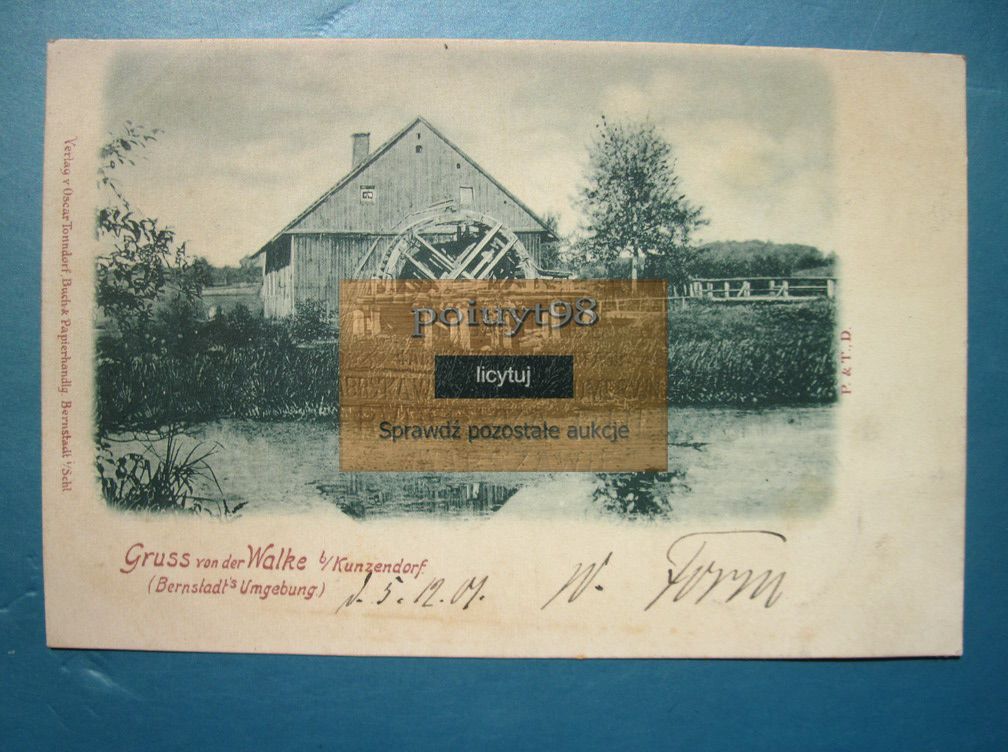 Verlag v Oscar Tonndorf, Buch & Papierhandlg. Bernstadt i/Schl.
poiuyt98
licytuj
Sprawdź pozostałe aukcje
P. & T., D.
Gruss von der Walke b/Kunzendorf.
(Bernstadt's Umgebung.)
d. 5. 12. 01. W.